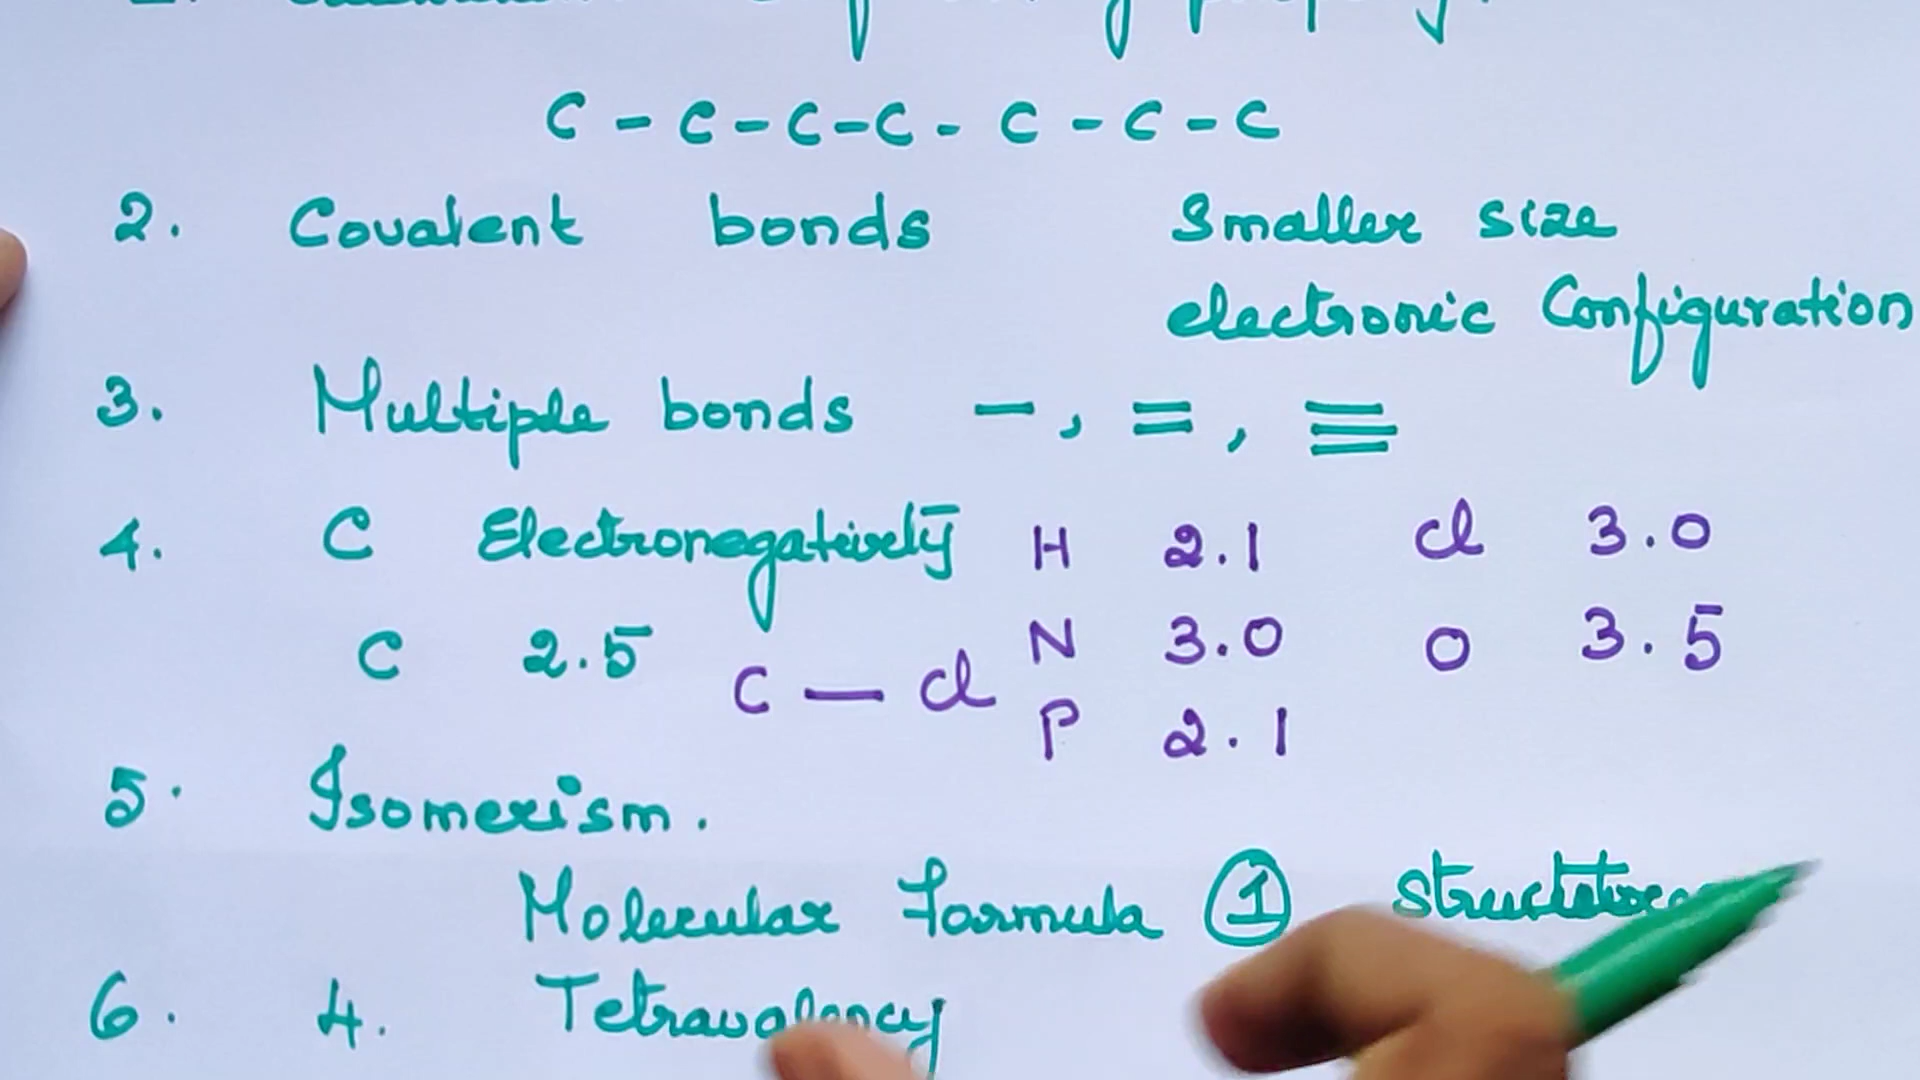 C - C - C - C - C - C - C
2. Covalent bonds Smaller size
electronic Configuration
3. Multiple bonds —, =, ≡
4. C Electronegativity H 2.1 Cl 3.0
C 2.5 C — Cl N 3.0 O 3.5
P 2.1
5. Isomerism.
Molecular Formula ①
6. 4. Tetravalency